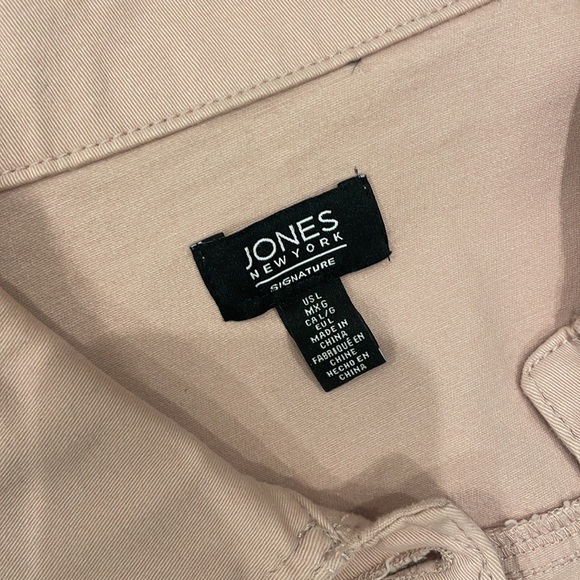 JONES
NEW YORK
SIGNATURE
US L
MX G
CA L/G
EU L
MADE IN
CHINA
FABRIQUÉ EN
CHINE
HECHO EN
CHINA